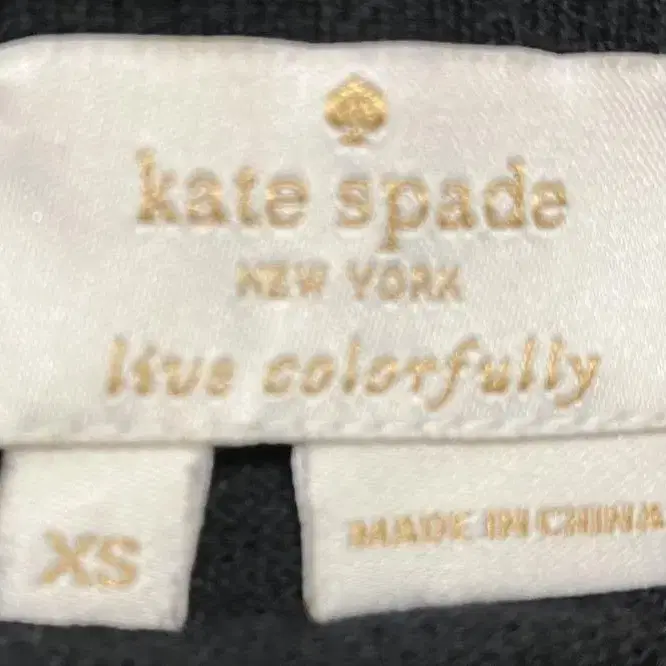 kate spade
NEW YORK
live colorfully
XS
MADE IN CHINA